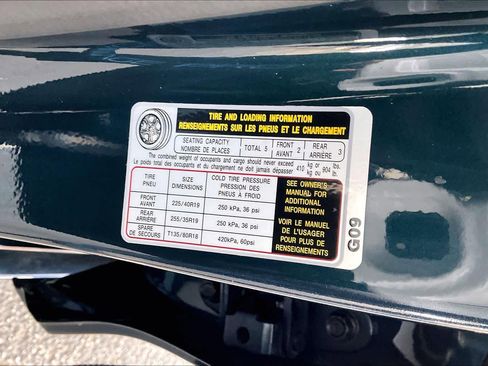 TIRE AND LOADING INFORMATION
RENSEIGNEMENTS SUR LES PNEUS ET LE CHARGEMENT
SEATING CAPACITY
NOMBRE DE PLACES
TOTAL 5
FRONT
AVANT 2
REAR
ARRIÈRE 3
The combined weight of occupants and cargo should never exceed 410 kg or 904 lbs.
Le poids total des occupants et du chargement ne doit jamais dépasser 410 kg ou 904 lb.
TIRE
PNEU
SIZE
DIMENSIONS
COLD TIRE PRESSURE
PRESSION DES
PNEUS À FROID
FRONT
AVANT
225/40R19
250 kPa, 36 psi
REAR
ARRIÈRE
255/35R19
250 kPa, 36 psi
SPARE
DE SECOURS
T135/80R18
420kPa, 60psi
SEE OWNER'S
MANUAL FOR
ADDITIONAL
INFORMATION
VOIR LE MANUEL
DE L'USAGER
POUR PLUS DE
RENSEIGNEMENTS
G09